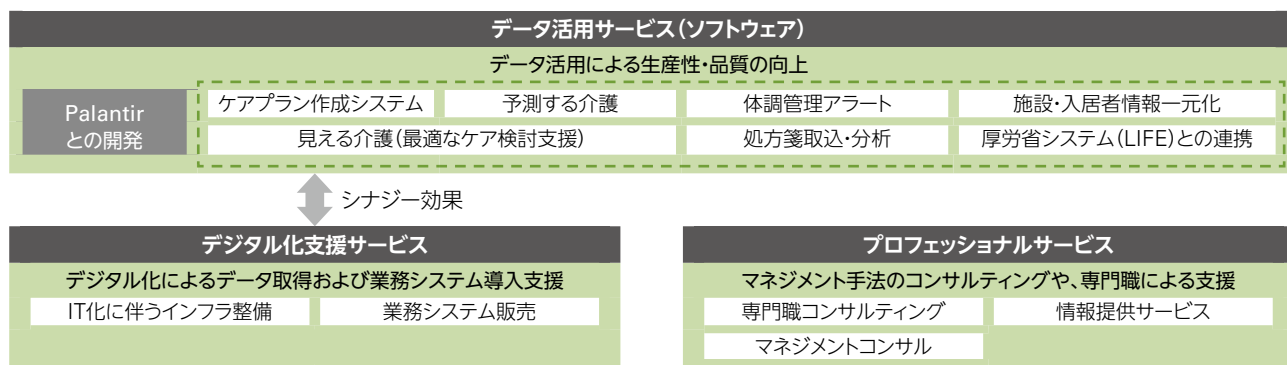 データ活用サービス(ソフトウェア)
データ活用による生産性・品質の向上
Palantir
との開発
ケアプラン作成システム
予測する介護
体調管理アラート
施設・入居者情報一元化
見える介護(最適なケア検討支援)
処方箋取込・分析
厚労省システム(LIFE)との連携
シナジー効果
デジタル化支援サービス
デジタル化によるデータ取得および業務システム導入支援
IT化に伴うインフラ整備
業務システム販売
プロフェッショナルサービス
マネジメント手法のコンサルティングや、専門職による支援
専門職コンサルティング
情報提供サービス
マネジメントコンサル